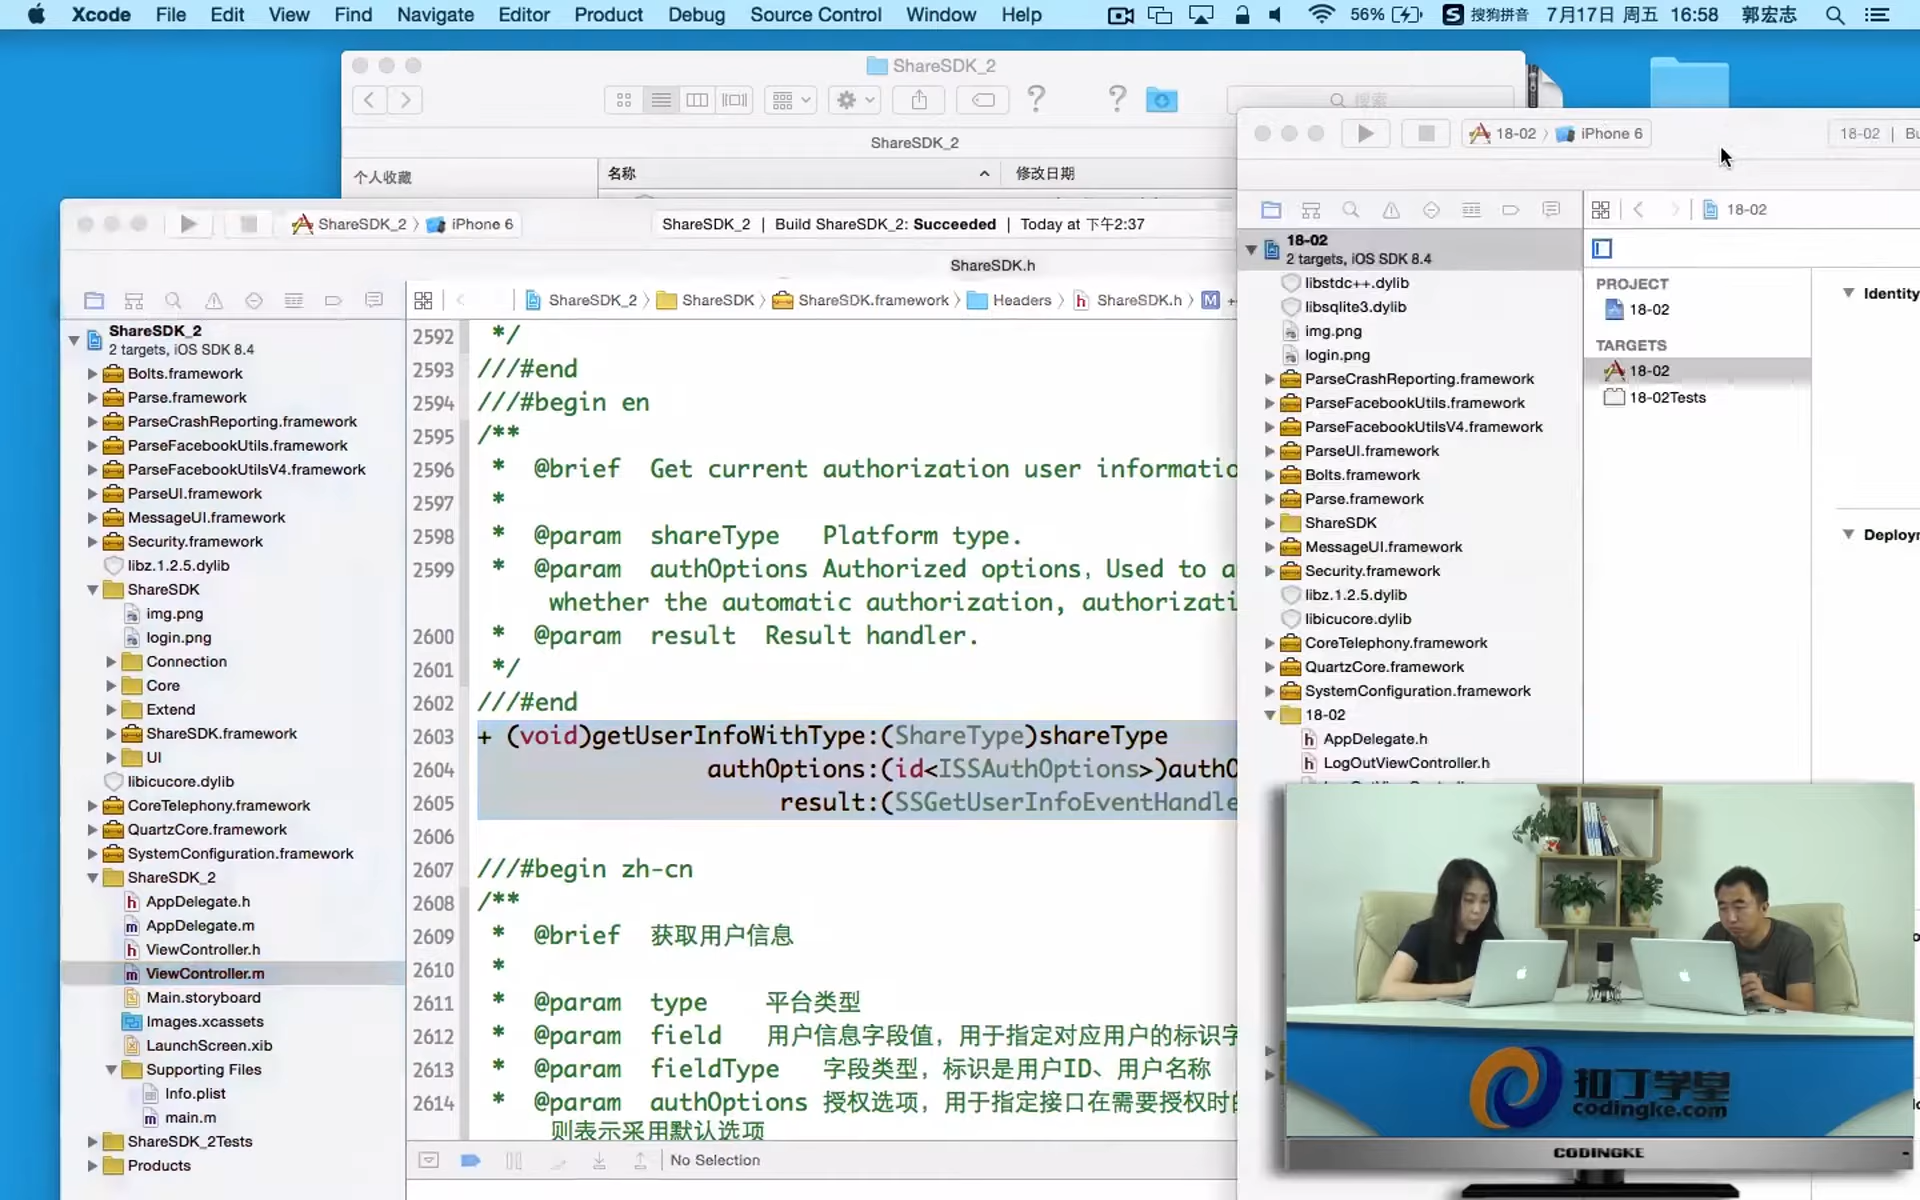 Xcode File Edit View Find Navigate Editor Product Debug Source Control Window Help 56% S 搜狗拼音 7月17日 周五 16:58 郭宏志
ShareSDK_2
搜索
ShareSDK_2
个人收藏 名称 修改日期
ShareSDK_2 〉 iPhone 6 ShareSDK_2 | Build ShareSDK_2: Succeeded | Today at 下午2:37
ShareSDK.h
ShareSDK_2 〉 ShareSDK 〉 ShareSDK.framework 〉 Headers 〉 ShareSDK.h 〉 M
ShareSDK_2
2 targets, iOS SDK 8.4
Bolts.framework
Parse.framework
ParseCrashReporting.framework
ParseFacebookUtils.framework
ParseFacebookUtilsV4.framework
ParseUI.framework
MessageUI.framework
Security.framework
libz.1.2.5.dylib
ShareSDK
img.png
login.png
Connection
Core
Extend
ShareSDK.framework
UI
libicucore.dylib
CoreTelephony.framework
QuartzCore.framework
SystemConfiguration.framework
ShareSDK_2
AppDelegate.h
AppDelegate.m
ViewController.h
ViewController.m
Main.storyboard
Images.xcassets
LaunchScreen.xib
Supporting Files
Info.plist
main.m
ShareSDK_2Tests
Products
2592 */
2593 ///#end
2594 ///#begin en
2595 /**
2596 * @brief Get current authorization user informatio
2597 *
2598 * @param shareType Platform type.
2599 * @param authOptions Authorized options, Used to a
whether the automatic authorization, authorizati
2600 * @param result Result handler.
2601 */
2602 ///#end
2603 + (void)getUserInfoWithType:(ShareType)shareType
2604 authOptions:(id<ISSAuthOptions>)authO
2605 result:(SSGetUserInfoEventHandle
2606
2607 ///#begin zh-cn
2608 /**
2609 * @brief 获取用户信息
2610 *
2611 * @param type 平台类型
2612 * @param field 用户信息字段值，用于指定对应用户的标识字
2613 * @param fieldType 字段类型，标识是用户ID、用户名称
2614 * @param authOptions 授权选项，用于指定接口在需要授权时
则表示采用默认选项
No Selection
18-02 〉 iPhone 6 18-02 | Bu
18-02
18-02
2 targets, iOS SDK 8.4
libstdc++.dylib
libsqlite3.dylib
img.png
login.png
ParseCrashReporting.framework
ParseFacebookUtils.framework
ParseFacebookUtilsV4.framework
ParseUI.framework
Bolts.framework
Parse.framework
ShareSDK
MessageUI.framework
Security.framework
libz.1.2.5.dylib
libicucore.dylib
CoreTelephony.framework
QuartzCore.framework
SystemConfiguration.framework
18-02
AppDelegate.h
LogOutViewController.h
PROJECT
18-02
TARGETS
18-02
18-02Tests
Identity
Deployr
扣丁学堂
codingke.com
CODINGKE